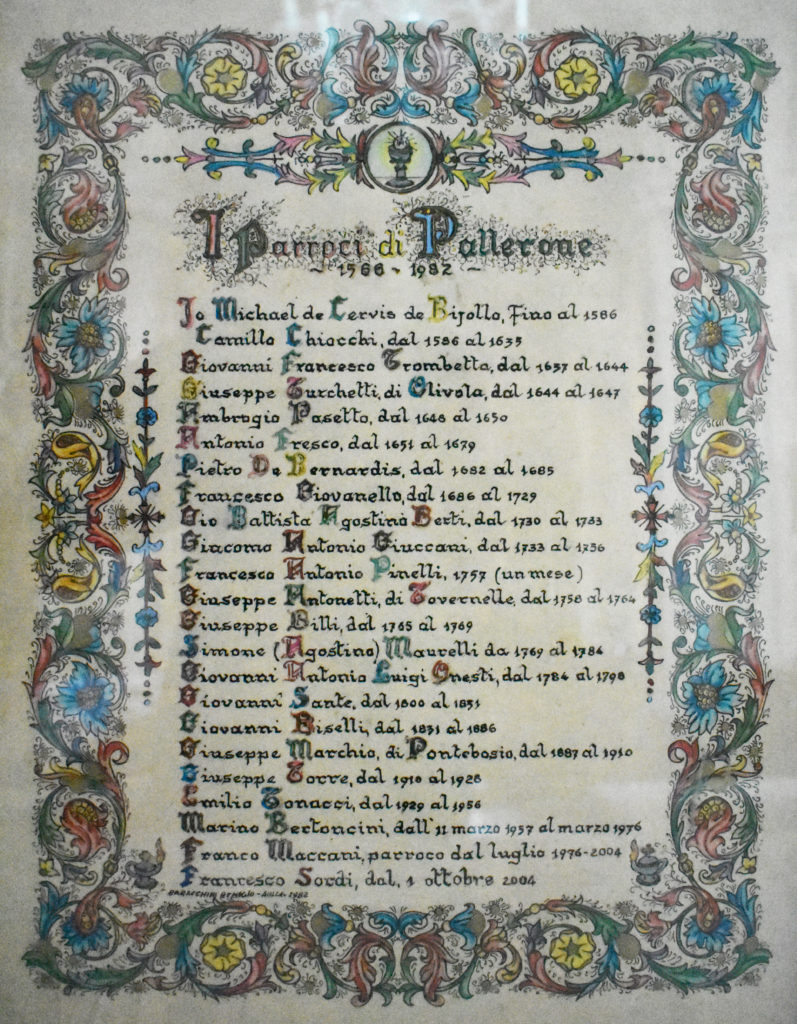 I Parroci di Pallerone
~ 1566 - 1982 ~
Jo Michael de Cervis de Bifollo, Fino al 1586
Camillo Chiocchi, dal 1586 al 1635
Giovanni Francesco Trombetta, dal 1637 al 1644
Giuseppe Turchetti, di Olivola, dal 1644 al 1647
Ambrogio Pasetto, dal 1648 al 1650
Antonio Fresco, dal 1651 al 1679
Pietro De Bernardis, dal 1682 al 1685
Francesco Giovanello, dal 1686 al 1729
Gio Battista Agostino Berti, dal 1730 al 1733
Giacomo Antonio Giuccani, dal 1733 al 1756
Francesco Antonio Pinelli, 1757 (un mese)
Giuseppe Antonetti, di Tovernelle, dal 1758 al 1764
Giuseppe Billi, dal 1765 al 1769
Simone (Agostino) Maurelli da 1769 al 1784
Giovanni Antonio Luigi Onesti, dal 1784 al 1798
Giovanni Sante, dal 1800 al 1831
Giovanni Biselli, dal 1831 al 1886
Giuseppe Marchio, di Pontebosio, dal 1887 al 1910
Giuseppe Torre, dal 1910 al 1928
Emilio Tonacci, dal 1929 al 1956
Marino Bertoncini, dall'11 marzo 1957 al marzo 1976
Franco Maccani, parroco dal luglio 1976-2004
Francesco Sordi, dal, 1 ottobre 2004
1982